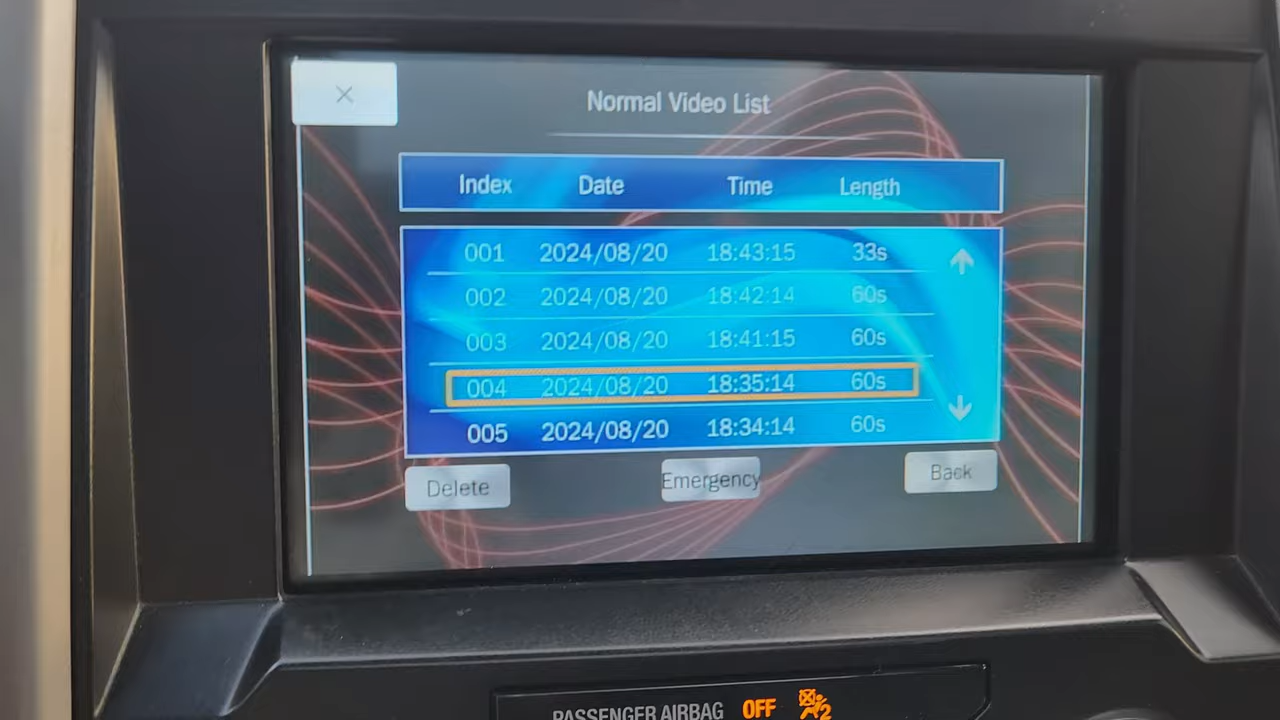 ×
Normal Video List
Index Date Time Length
001 2024/08/20 18:43:15 33s
002 2024/08/20 18:42:14 60s
003 2024/08/20 18:41:15 60s
004 2024/08/20 18:35:14 60s
005 2024/08/20 18:34:14 60s
Delete Emergency Back
PASSENGER AIRBAG OFF 2